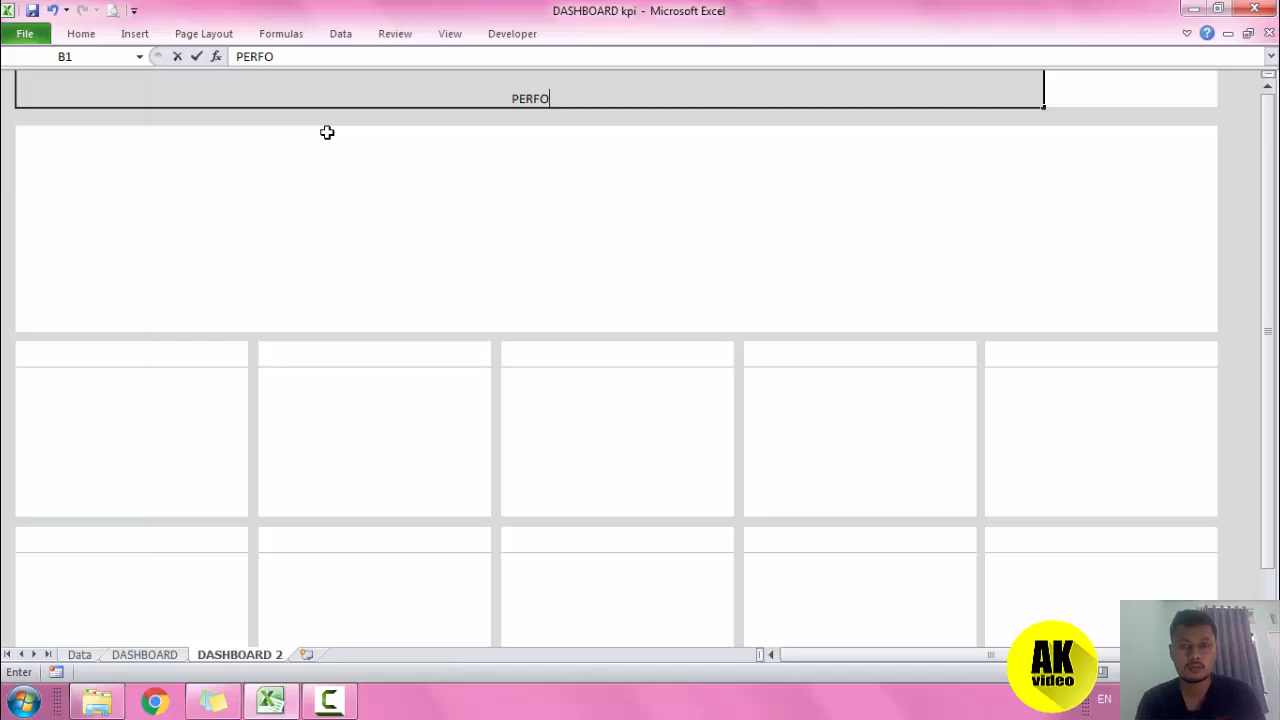 DASHBOARD kpi - Microsoft Excel
File Home Insert Page Layout Formulas Data Review View Developer
B1 fx PERFO
PERFO
Data DASHBOARD DASHBOARD 2
Enter
AK
video
EN